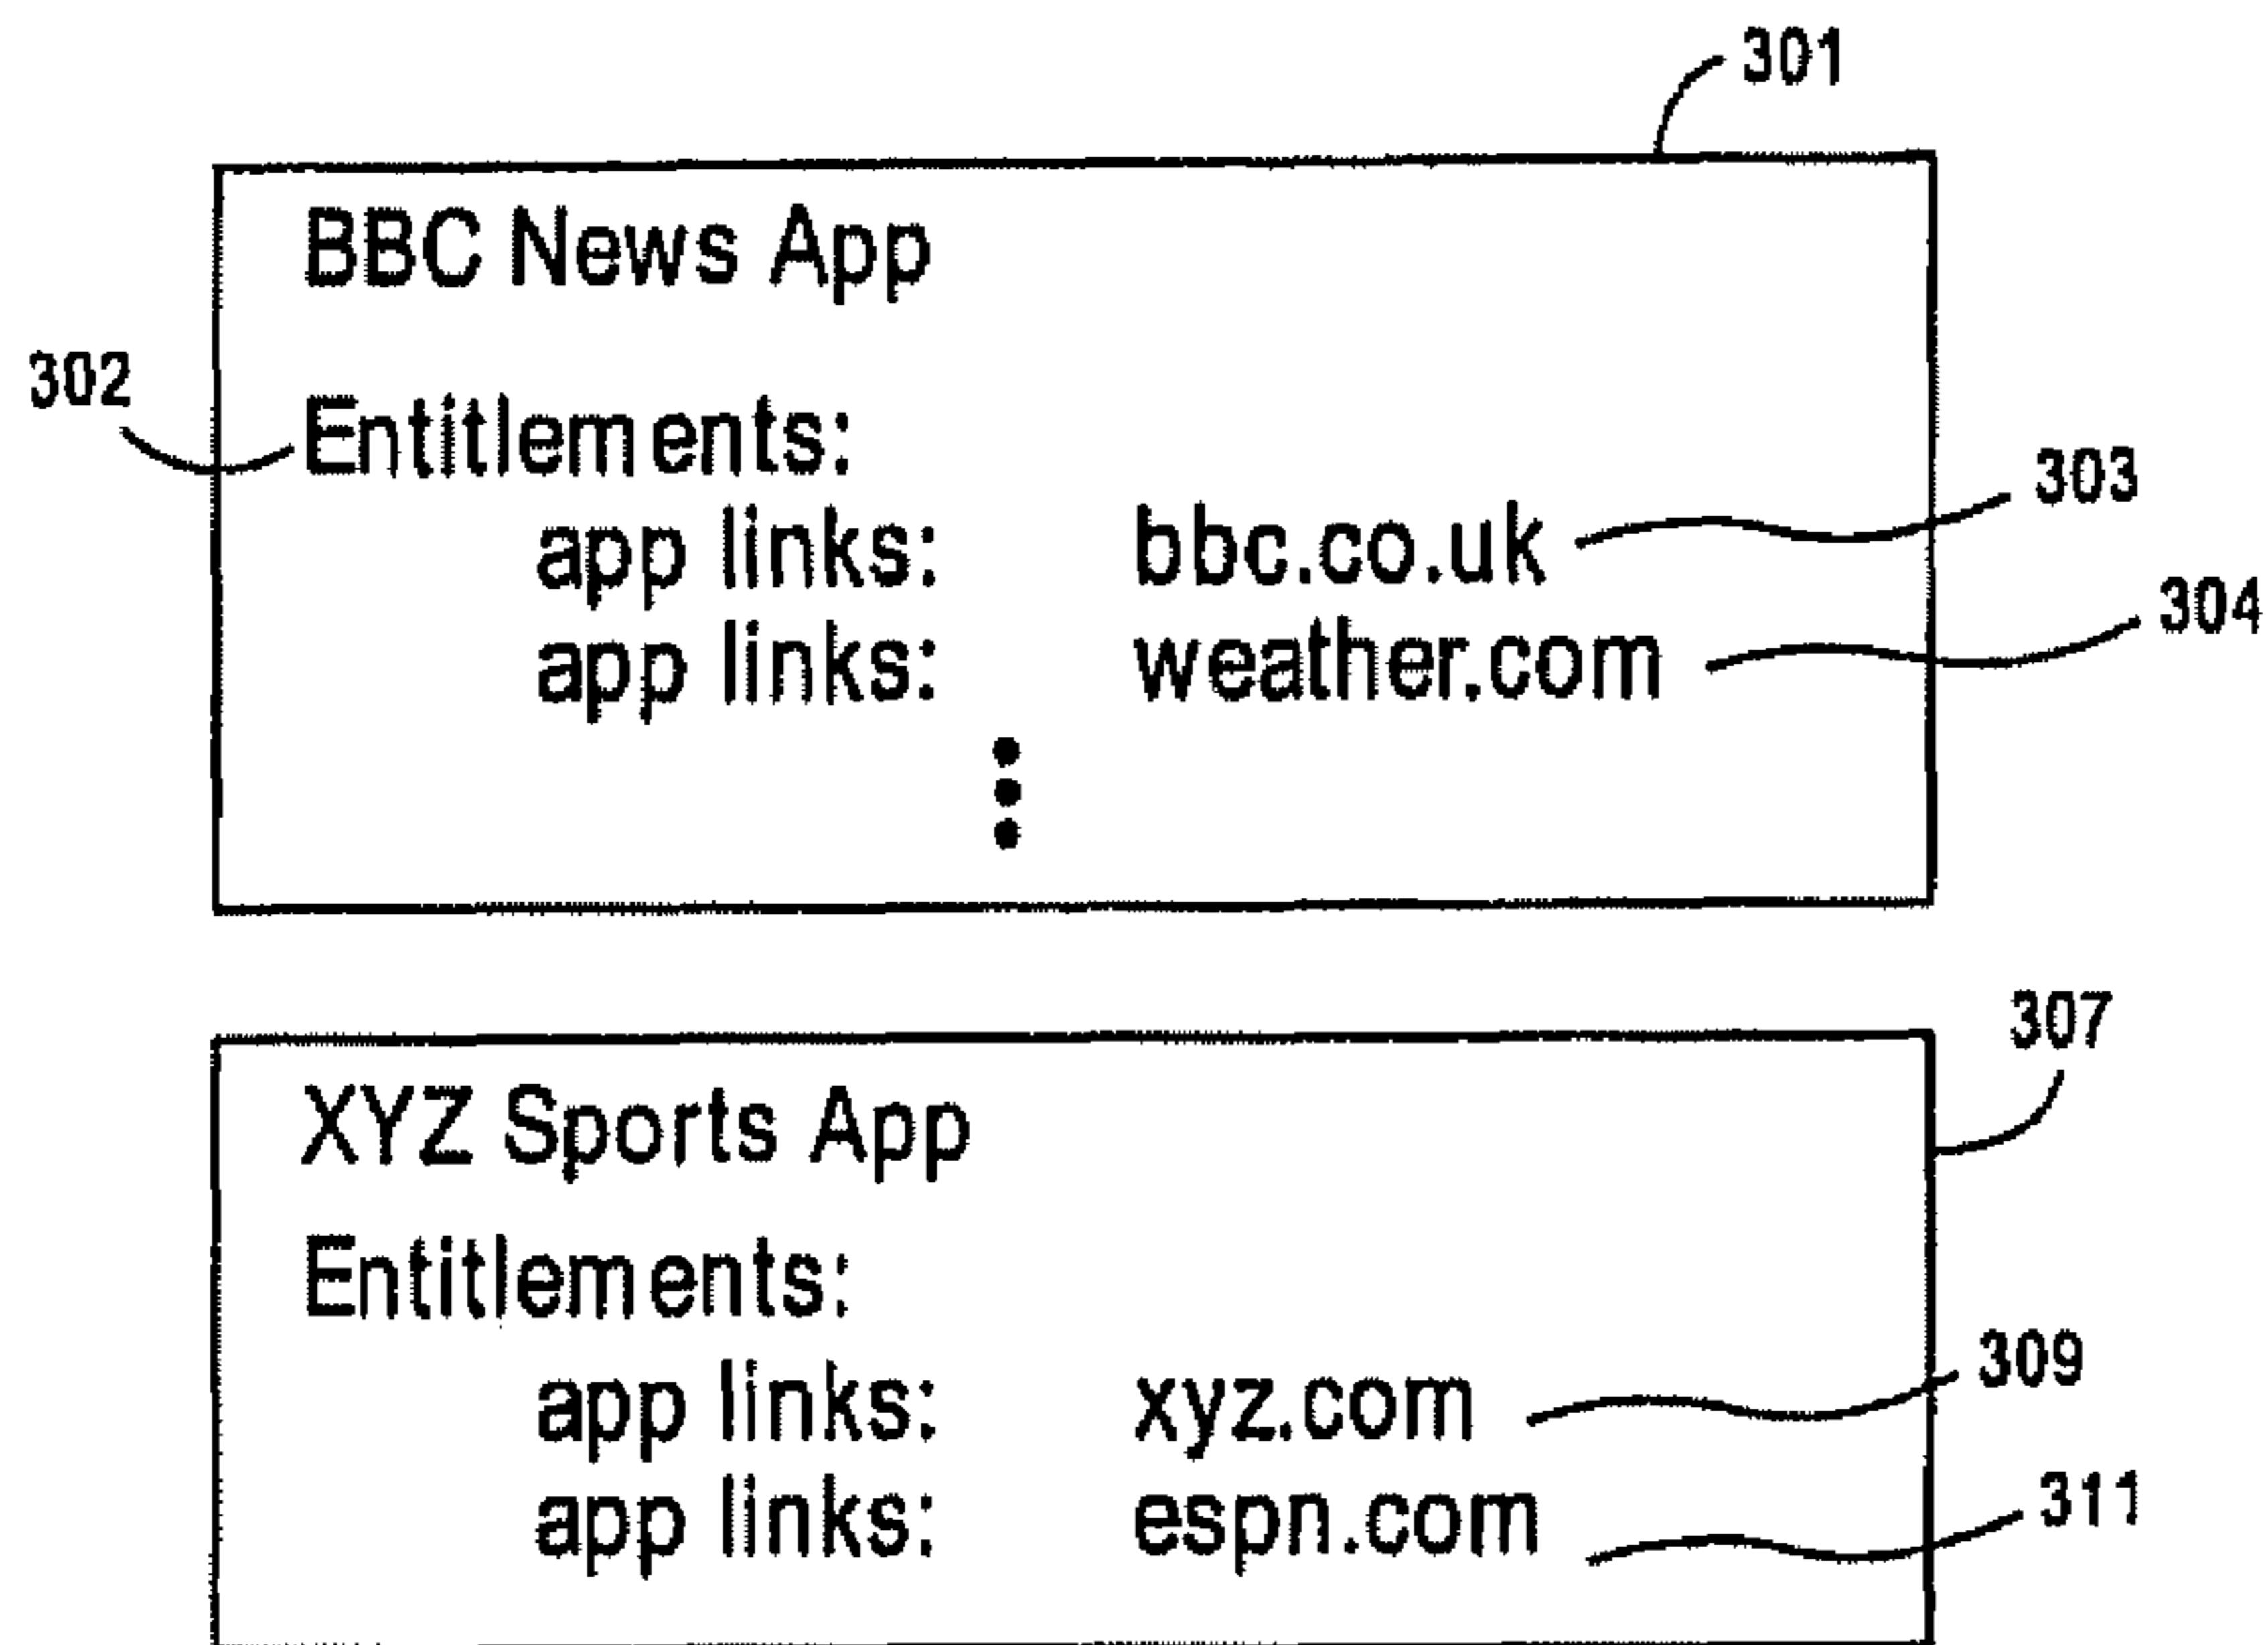 301
BBC News App
302
Entitlements:
app links: bbc.co.uk 303
app links: weather.com 304
307
XYZ Sports App
Entitlements:
app links: xyz.com 309
app links: espn.com 311